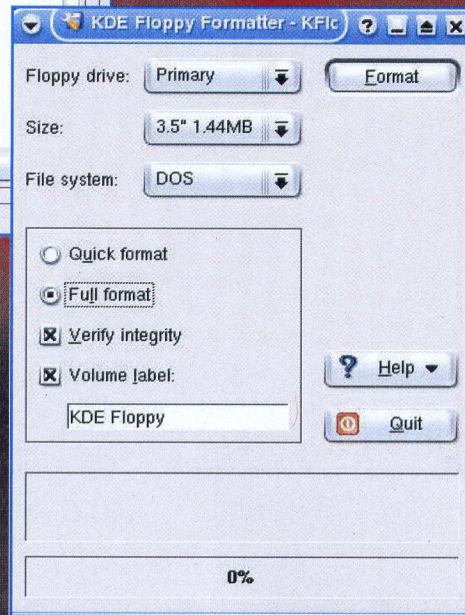 KDE Floppy Formatter - KFlo
Floppy drive: Primary Format
Size: 3.5" 1.44MB
File system: DOS
Quick format
Full format
Verify integrity
Volume label:
KDE Floppy
Help
Quit
0%